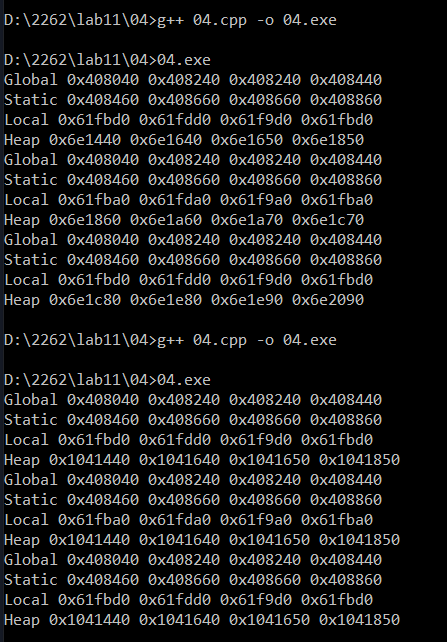 D:\2262\lab11\04>g++ 04.cpp -o 04.exe
D:\2262\lab11\04>04.exe
Global 0x408040 0x408240 0x408240 0x408440
Static 0x408460 0x408660 0x408660 0x408860
Local 0x61fbd0 0x61fdd0 0x61f9d0 0x61fbd0
Heap 0x6e1440 0x6e1640 0x6e1650 0x6e1850
Global 0x408040 0x408240 0x408240 0x408440
Static 0x408460 0x408660 0x408660 0x408860
Local 0x61fba0 0x61fda0 0x61f9a0 0x61fba0
Heap 0x6e1860 0x6e1a60 0x6e1a70 0x6e1c70
Global 0x408040 0x408240 0x408240 0x408440
Static 0x408460 0x408660 0x408660 0x408860
Local 0x61fbd0 0x61fdd0 0x61f9d0 0x61fbd0
Heap 0x6e1c80 0x6e1e80 0x6e1e90 0x6e2090
D:\2262\lab11\04>g++ 04.cpp -o 04.exe
D:\2262\lab11\04>04.exe
Global 0x408040 0x408240 0x408240 0x408440
Static 0x408460 0x408660 0x408660 0x408860
Local 0x61fbd0 0x61fdd0 0x61f9d0 0x61fbd0
Heap 0x1041440 0x1041640 0x1041650 0x1041850
Global 0x408040 0x408240 0x408240 0x408440
Static 0x408460 0x408660 0x408660 0x408860
Local 0x61fba0 0x61fda0 0x61f9a0 0x61fba0
Heap 0x1041440 0x1041640 0x1041650 0x1041850
Global 0x408040 0x408240 0x408240 0x408440
Static 0x408460 0x408660 0x408660 0x408860
Local 0x61fbd0 0x61fdd0 0x61f9d0 0x61fbd0
Heap 0x1041440 0x1041640 0x1041650 0x1041850